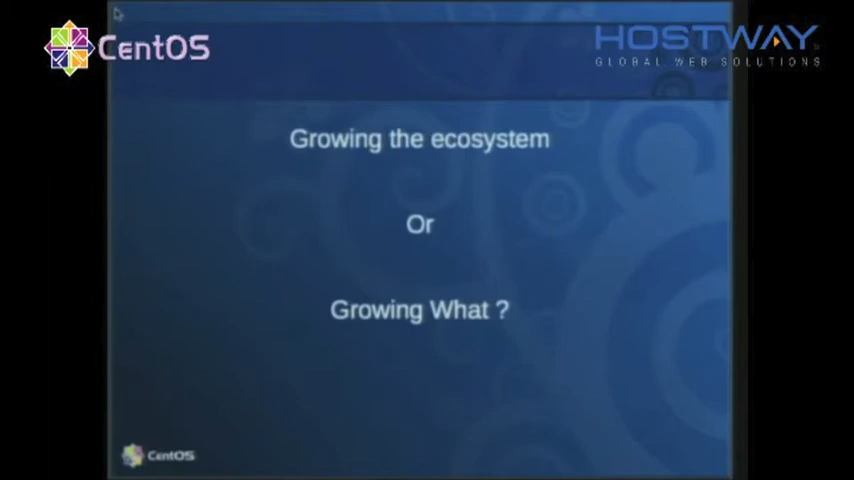 CentOS
HOSTWAY
GLOBAL WEB SOLUTIONS
Growing the ecosystem
Or
Growing What ?
CentOS